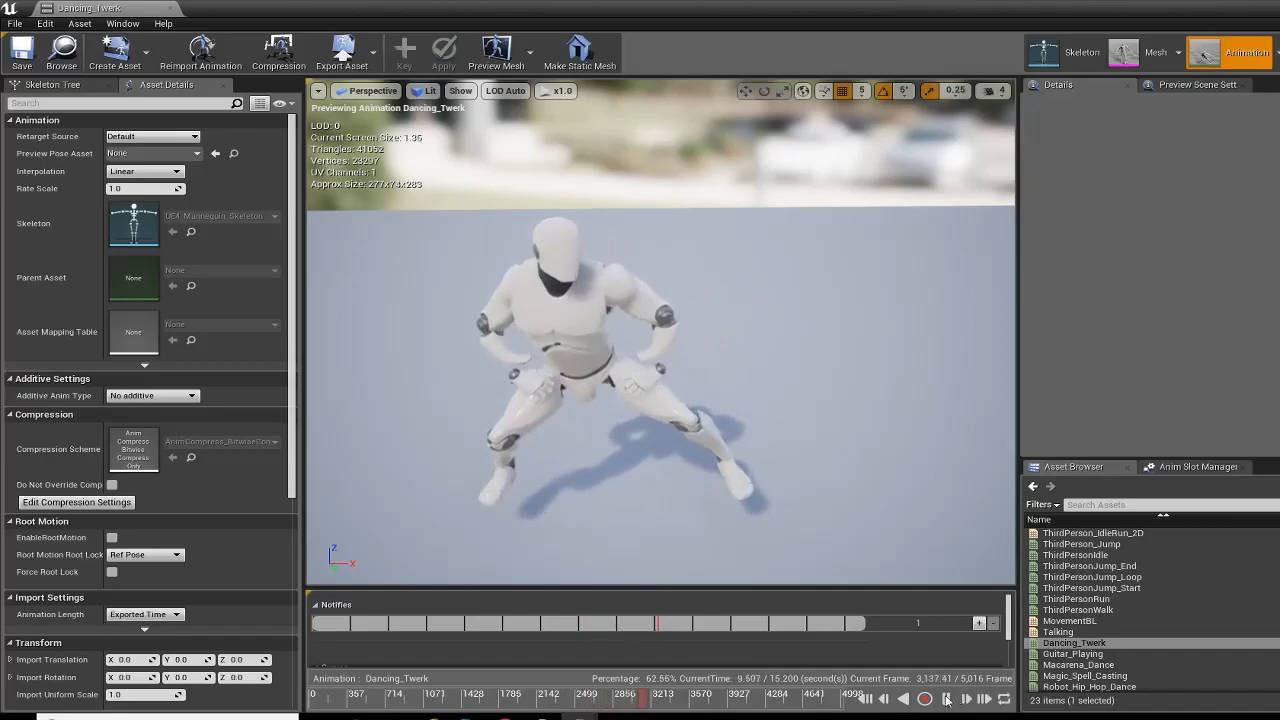 Dancing_Twerk
File Edit Asset Window Help
Save Browse Create Asset Reimport Animation Compression Export Asset Key Apply Preview Mesh Make Static Mesh Skeleton Mesh Animation
Skeleton Tree Asset Details
Search
Animation
Retarget Source Default
Preview Pose Asset None
Interpolation Linear
Rate Scale 1.0
Skeleton UE4_Mannequin_Skeleton
Parent Asset None None
Asset Mapping Table None None
Additive Settings
Additive Anim Type No additive
Compression
Compression Scheme Anim Compress Bitwise Compress Only AnimCompress_BitwiseCon
Do Not Override Comp
Edit Compression Settings
Root Motion
EnableRootMotion
Root Motion Root Lock Ref Pose
Force Root Lock
Import Settings
Animation Length Exported Time
Transform
Import Translation X 0.0 Y 0.0 Z 0.0
Import Rotation X 0.0 Y 0.0 Z 0.0
Import Uniform Scale 1.0
Perspective Lit Show LOD Auto x1.0 5 5° 0.25 4
Previewing Animation Dancing_Twerk
LOD: 0
Current Screen Size: 1.35
Triangles: 41052
Vertices: 23297
UV Channels: 1
Approx Size: 277x74x283
Z
X
Notifies
1
Animation : Dancing_Twerk Percentage: 62.56% CurrentTime: 9.507 / 15.200 (second(s)) Current Frame: 3,137.41 / 5,016 Frame
0 357 714 1071 1428 1785 2142 2499 2856 3213 3570 3927 4284 4641 4998
Details Preview Scene Sett
Asset Browser Anim Slot Manager
Filters Search Assets
Name
ThirdPerson_IdleRun_2D
ThirdPerson_Jump
ThirdPersonIdle
ThirdPersonJump_End
ThirdPersonJump_Loop
ThirdPersonJump_Start
ThirdPersonRun
ThirdPersonWalk
MovementBL
Talking
Dancing_Twerk
Guitar_Playing
Macarena_Dance
Magic_Spell_Casting
Robot_Hip_Hop_Dance
23 items (1 selected)